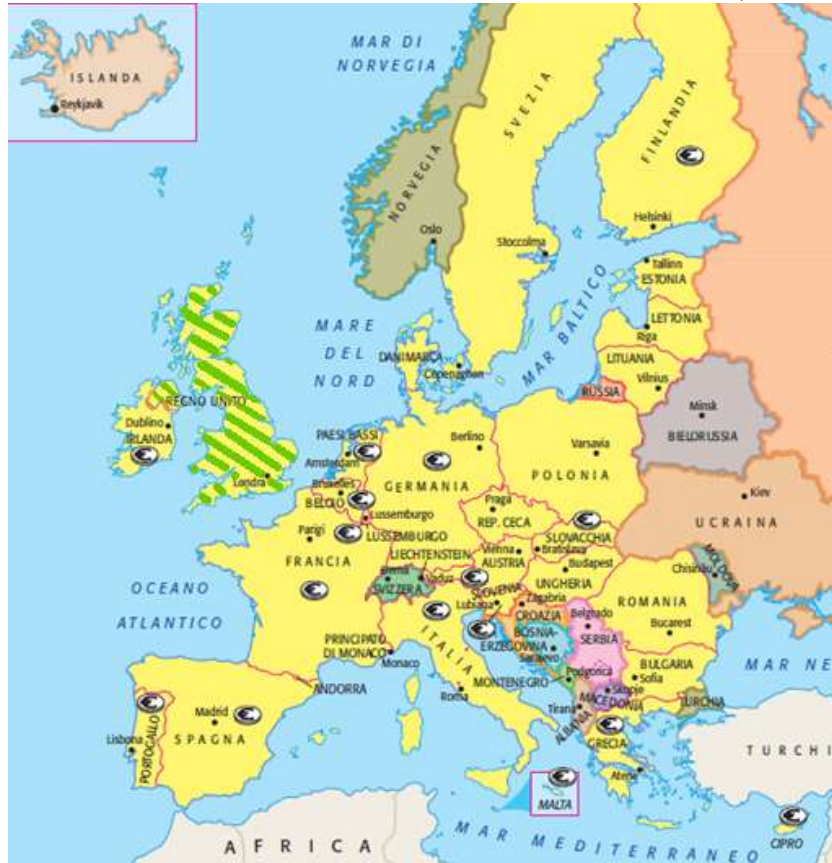 ISLANDA
Reykjavik
MAR DI
NORVEGIA
SVEZIA
FINLANDIA
NORVEGIA
Oslo
Helsinki
Stoccolma
Tallinn
ESTONIA
MAR BALTICO
LETTONIA
Riga
MARE
DEL
NORD
DANIMARCA
Copenaghen
LITUANIA
Vilnius
RUSSIA
Minsk
BIELORUSSIA
REGNO UNITO
Dublino
IRLANDA
Londra
PAESI BASSI
Amsterdam
Berlino
GERMANIA
Varsavia
POLONIA
Bruxelles
BELGIO
Lussemburgo
LUSSEMBURGO
Praga
REP. CECA
Kiev
UCRAINA
SLOVACCHIA
Bratislava
Parigi
FRANCIA
LIECHTENSTEIN
Vienna
AUSTRIA
Budapest
UNGHERIA
Berna
SVIZZERA
Vaduz
MOLDOVA
Chisinau
OCEANO
ATLANTICO
SLOVENIA
Lubiana
Zagabria
CROAZIA
ROMANIA
Bucarest
Belgrado
SERBIA
BOSNIA-
ERZEGOVINA
Sarajevo
PRINCIPATO
DI MONACO
Monaco
ITALIA
Roma
ANDORRA
MONTENEGRO
Podgorica
BULGARIA
Sofia
MAR NE
Skopje
MACEDONIA
Tirana
ALBANIA
TURCHIA
Madrid
SPAGNA
Lisbona
PORTOGALLO
GRECIA
Atene
TURCHI
MALTA
CIPRO
AFRICA
MAR MEDITERRANEO